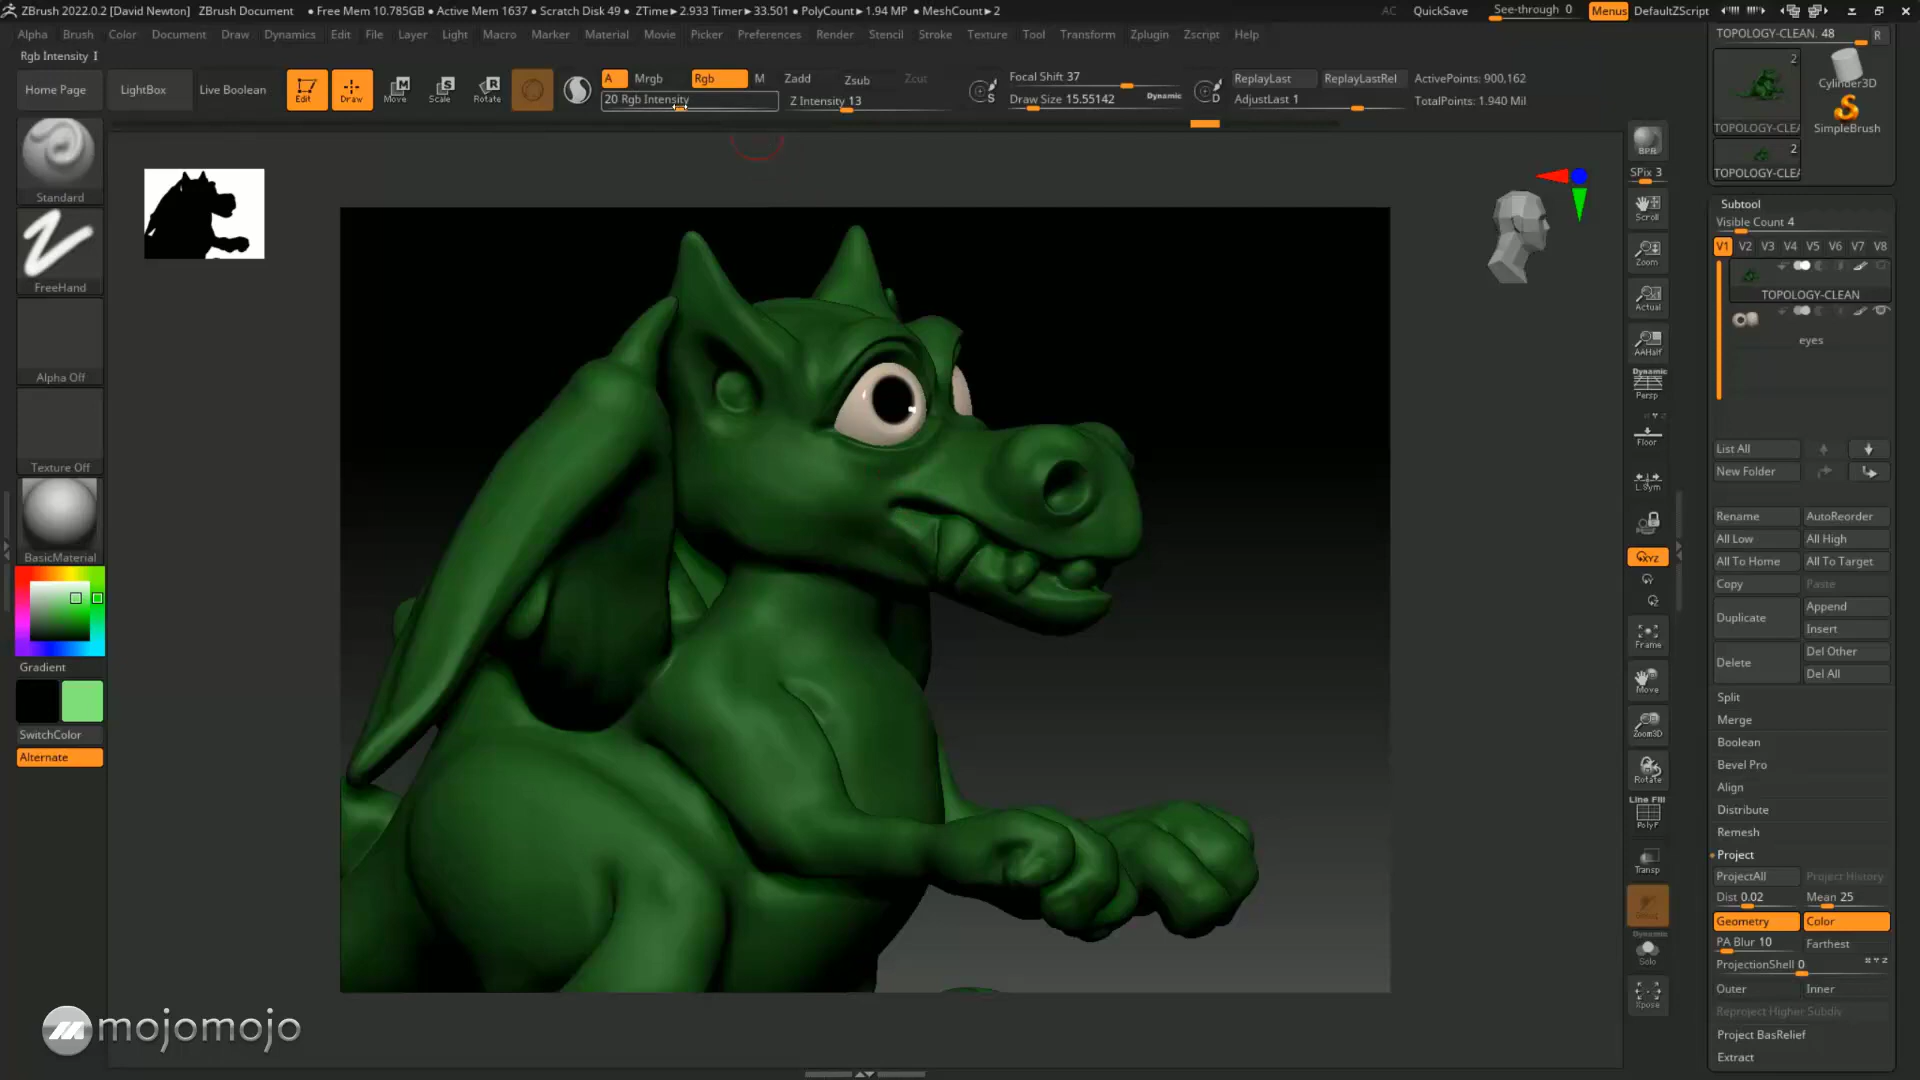 ZBrush 2022.0.2 [David Newton] ZBrush Document • Free Mem 10.785GB • Active Mem 1637 • Scratch Disk 49 • ZTime▸2.933 Timer▸33.501 • PolyCount▸1.94 MP • MeshCount▸2 AC QuickSave See-through 0 Menus DefaultZScript
Alpha Brush Color Document Draw Dynamics Edit File Layer Light Macro Marker Material Movie Picker Preferences Render Stencil Stroke Texture Tool Transform Zplugin Zscript Help
Rgb Intensity I
Home Page LightBox Live Boolean
Edit Draw Move Scale Rotate
A Mrgb Rgb M Zadd Zsub Zcut
20 Rgb Intensity Z Intensity 13
S
Focal Shift 37
Draw Size 15.55142 Dynamic
D
ReplayLast ReplayLastRel ActivePoints: 900,162
AdjustLast 1 TotalPoints: 1.940 Mil
Standard
FreeHand
Alpha Off
Texture Off
BasicMaterial
Gradient
SwitchColor
Alternate
mojomojo
BPR
SPix 3
Scroll
Zoom
Actual
AAHalf
Dynamic
Persp
Floor
L.Sym
XYZ
Frame
Move
Zoom3D
Rotate
Line Fill
PolyF
Transp
Dynamic
Solo
Xpose
TOPOLOGY-CLEAN. 48 R
2
Cylinder3D
TOPOLOGY-CLEA
SimpleBrush
2
TOPOLOGY-CLEA
Subtool
Visible Count 4
V1 V2 V3 V4 V5 V6 V7 V8
TOPOLOGY-CLEAN
eyes
List All
New Folder
Rename AutoReorder
All Low All High
All To Home All To Target
Copy Paste
Duplicate Append
Insert
Delete Del Other
Del All
Split
Merge
Boolean
Bevel Pro
Align
Distribute
Remesh
Project
ProjectAll Project History
Dist 0.02 Mean 25
Geometry Color
PA Blur 10 Farthest
ProjectionShell 0 X Y Z
Outer Inner
Reproject Higher Subdiv
Project BasRelief
Extract